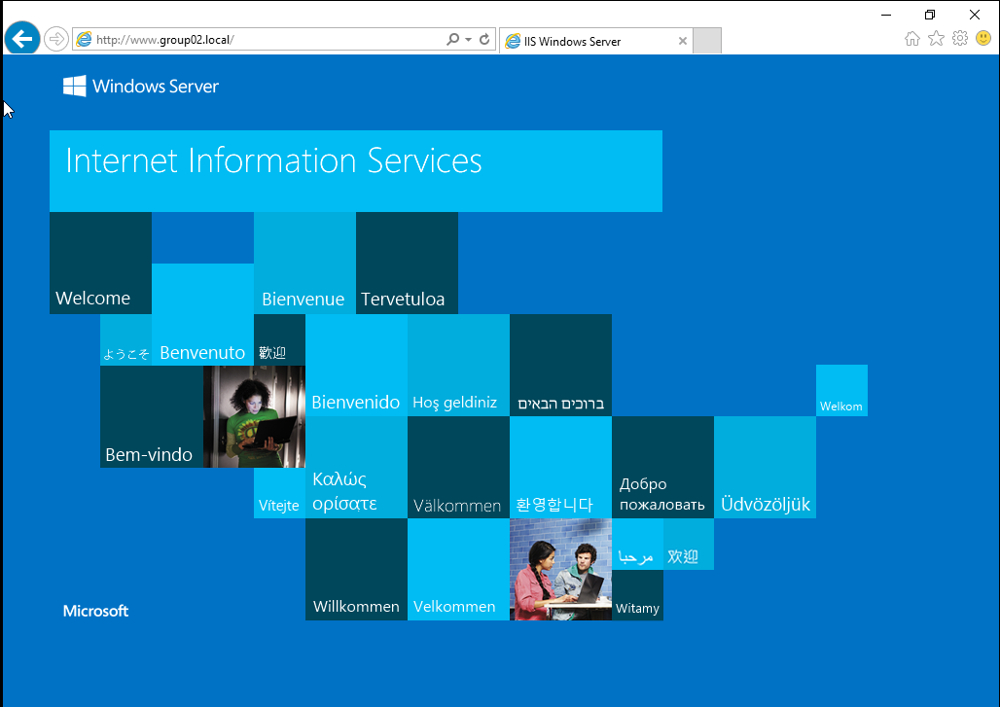 http://www.group02.local/
IIS Windows Server
Windows Server
Internet Information Services
Welcome
Bienvenue
Tervetuloa
ようこそ
Benvenuto
歡迎
Bienvenido
Hoş geldiniz
ברוכים הבאים
Welkom
Bem-vindo
Vítejte
Καλώς
ορίσατε
Välkommen
환영합니다
Добро
пожаловать
Üdvözöljük
مرحبا
欢迎
Willkommen
Velkommen
Witamy
Microsoft